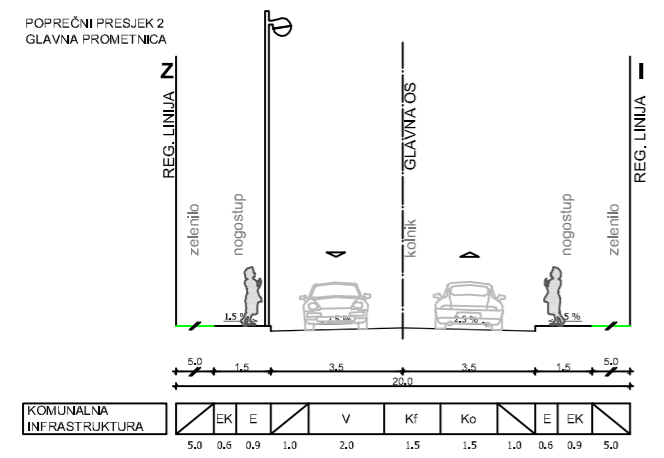 POPREČNI PRESJEK 2
GLAVNA PROMETNICA
Z
I
REG. LINIJA
GLAVNA OS
REG. LINIJA
zelenilo
nogostup
kolnik
nogostup
zelenilo
1.5 %
2.5 %
2.5 %
5 %
5.0
1.5
3.5
3.5
1.5
5.0
20.0
KOMUNALNA
INFRASTRUKTURA
EK E V Kf Ko E EK
5.0 0.6 0.9 1.0 2.0 1.5 1.5 1.0 0.6 0.9 5.0